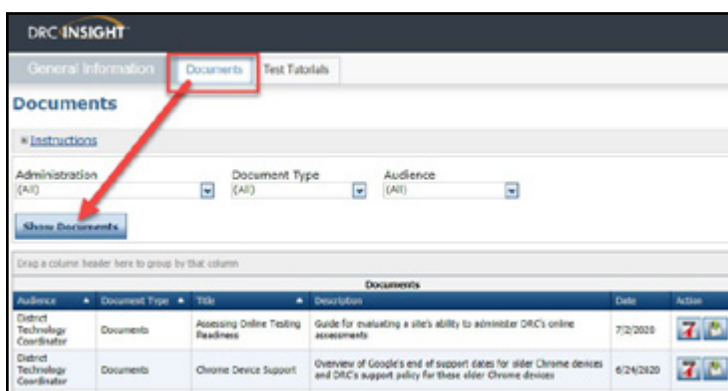 DRC INSIGHT
General Information Documents Test Tutorials
Documents
Instructions
Administration Document Type Audience
(All) (All) (All)
Show Documents
Drag a column header here to group by that column
Documents
Audience Document Type Title Description Date Action
District Technology Coordinator Documents Assessing Online Testing Readiness Guide for evaluating a site's ability to administer DRC's online assessments 7/2/2020
District Technology Coordinator Documents Chrome Device Support Overview of Google's end of support dates for older Chrome devices and DRC's support policy for these older Chrome devices 6/24/2020